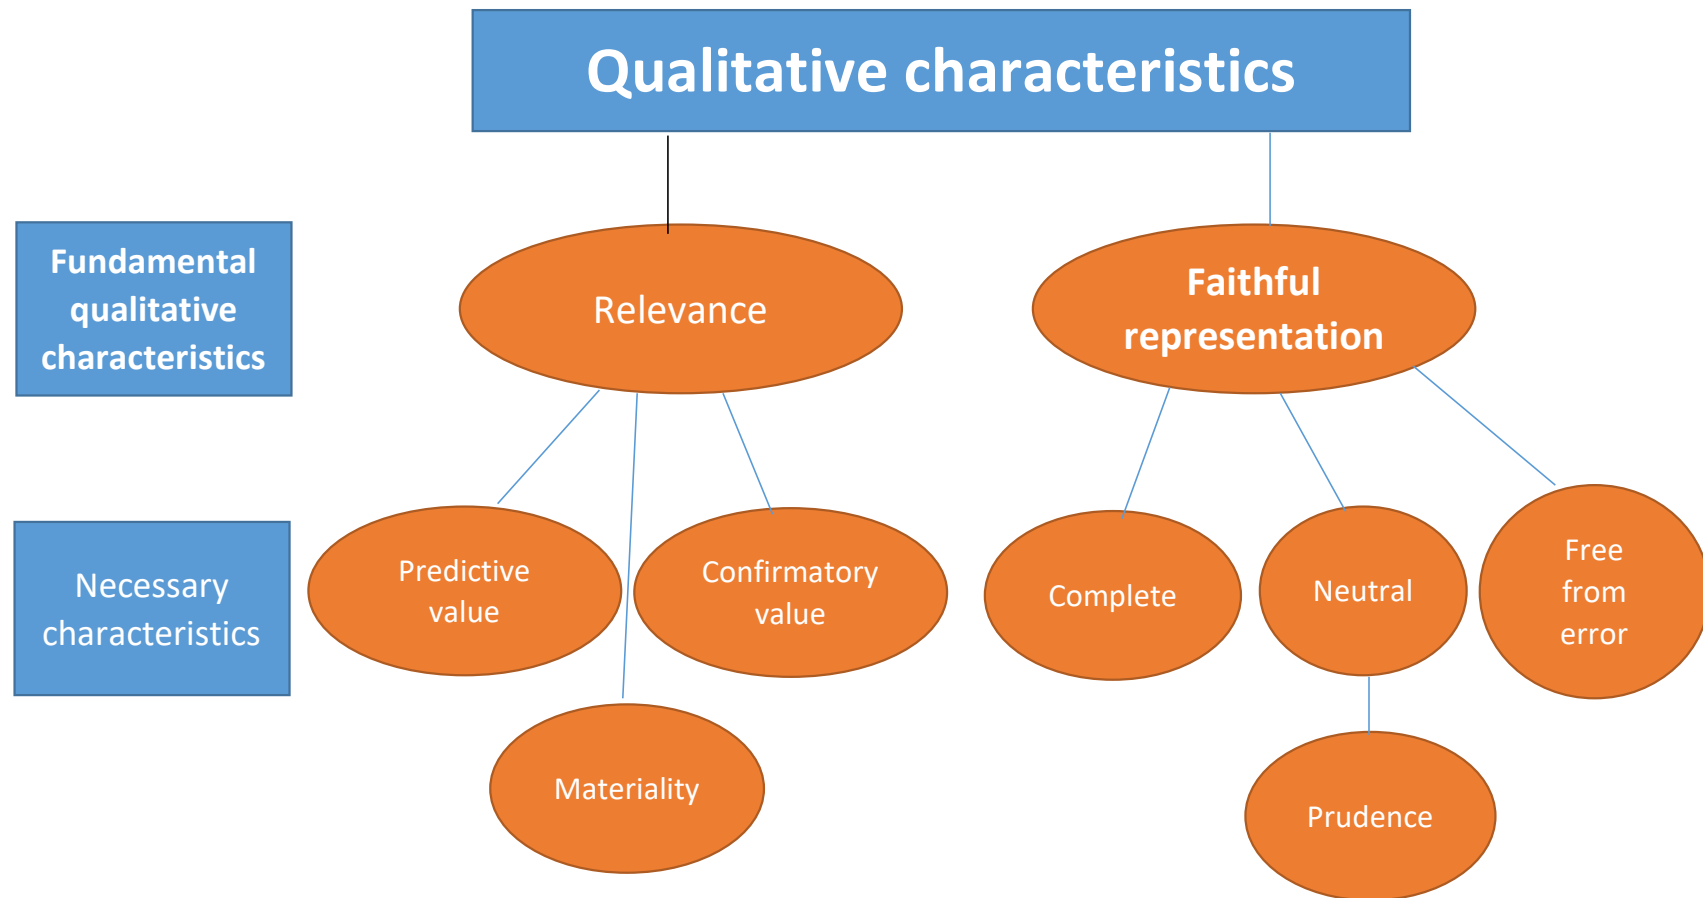 Qualitative characteristics
Fundamental
qualitative
characteristics
Relevance
Faithful
representation
Necessary
characteristics
Predictive
value
Confirmatory
value
Complete
Neutral
Free
from
error
Materiality
Prudence